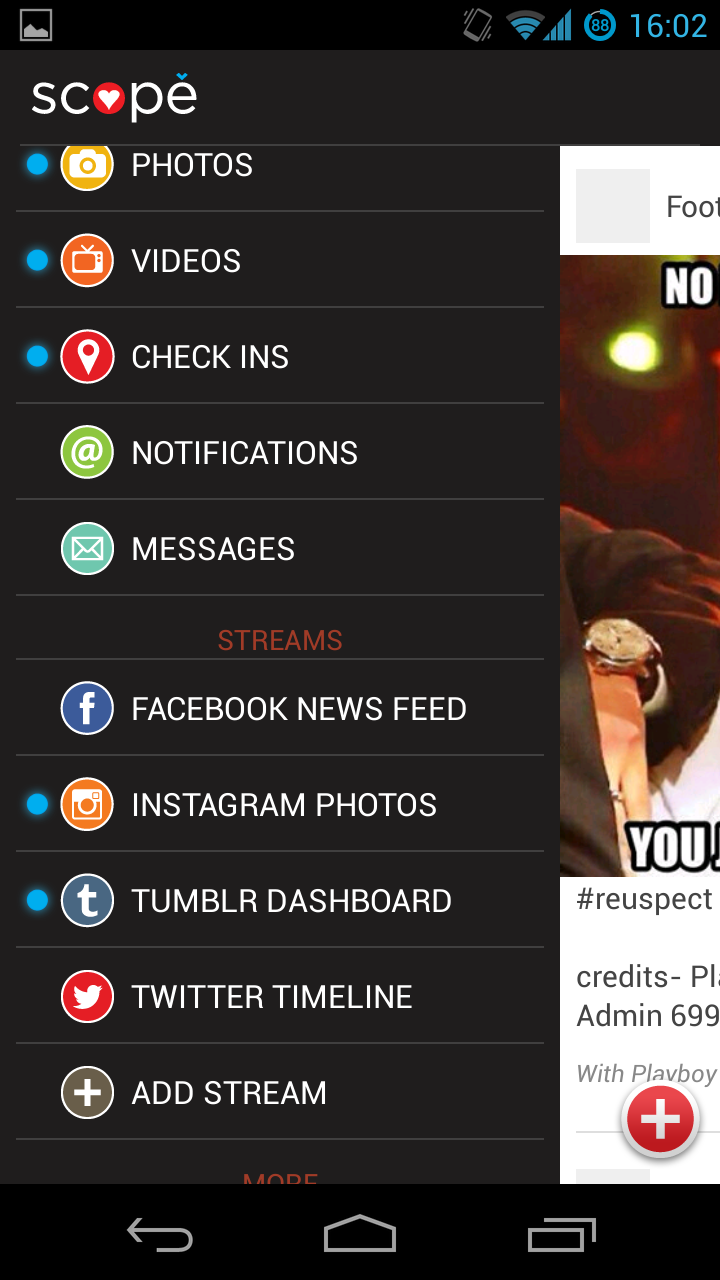 88 16:02
scopě
PHOTOS
VIDEOS
CHECK INS
@ NOTIFICATIONS
MESSAGES
STREAMS
f FACEBOOK NEWS FEED
INSTAGRAM PHOTOS
t TUMBLR DASHBOARD
TWITTER TIMELINE
ADD STREAM
MORE
Foot
NO
YOU
#reuspect
credits- Pla
Admin 699
With Playboy